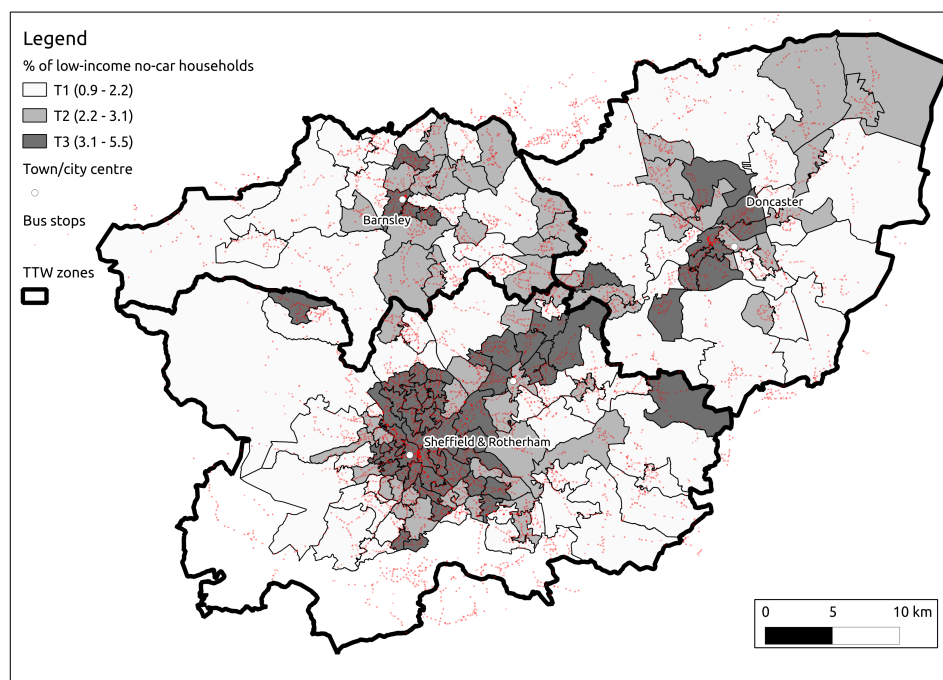 Legend
% of low-income no-car households
T1 (0.9 - 2.2)
T2 (2.2 - 3.1)
T3 (3.1 - 5.5)
Town/city centre
Bus stops
TTW zones
Barnsley
Doncaster
Sheffield & Rotherham
0 5 10 km